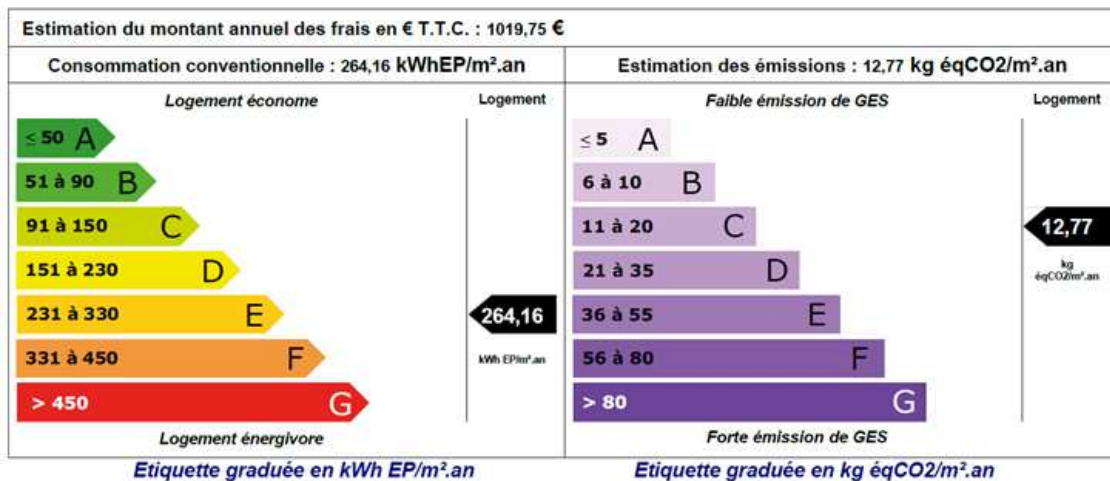 Estimation du montant annuel des frais en € T.T.C. : 1019,75 €
Consommation conventionnelle : 264,16 kWhEP/m².an
Logement économe
Logement
≤ 50 A
51 à 90 B
91 à 150 C
151 à 230 D
231 à 330 E
331 à 450 F
> 450 G
264,16
kWh EP/m².an
Logement énergivore
Etiquette graduée en kWh EP/m².an
Estimation des émissions : 12,77 kg éqCO2/m².an
Faible émission de GES
Logement
≤ 5 A
6 à 10 B
11 à 20 C
21 à 35 D
36 à 55 E
56 à 80 F
> 80 G
12,77
kg
éqCO2/m².an
Forte émission de GES
Etiquette graduée en kg éqCO2/m².an